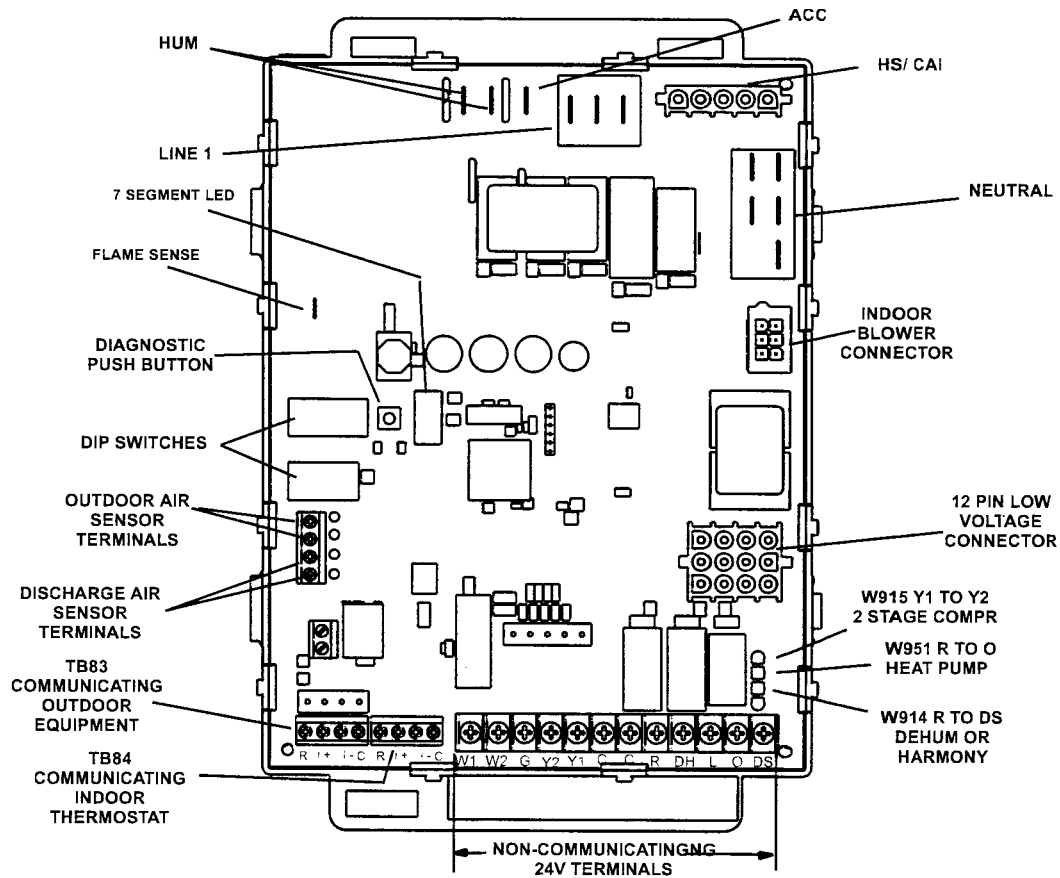 ACC
HUM
HS/ CAI
LINE 1
7 SEGMENT LED
NEUTRAL
FLAME SENSE
INDOOR
BLOWER
CONNECTOR
DIAGNOSTIC
PUSH BUTTON
DIP SWITCHES
OUTDOOR AIR
SENSOR
TERMINALS
12 PIN LOW
VOLTAGE
CONNECTOR
DISCHARGE AIR
SENSOR
TERMINALS
W915 Y1 TO Y2
2 STAGE COMPR
W951 R TO O
HEAT PUMP
TB83
COMMUNICATING
OUTDOOR
EQUIPMENT
W914 R TO DS
DEHUM OR
HARMONY
R I+ I- C R I+ I- C W1 W2 G Y2 Y1 C C R DH L O DS
TB84
COMMUNICATING
INDOOR
THERMOSTAT
NON-COMMUNICATINGNG
24V TERMINALS